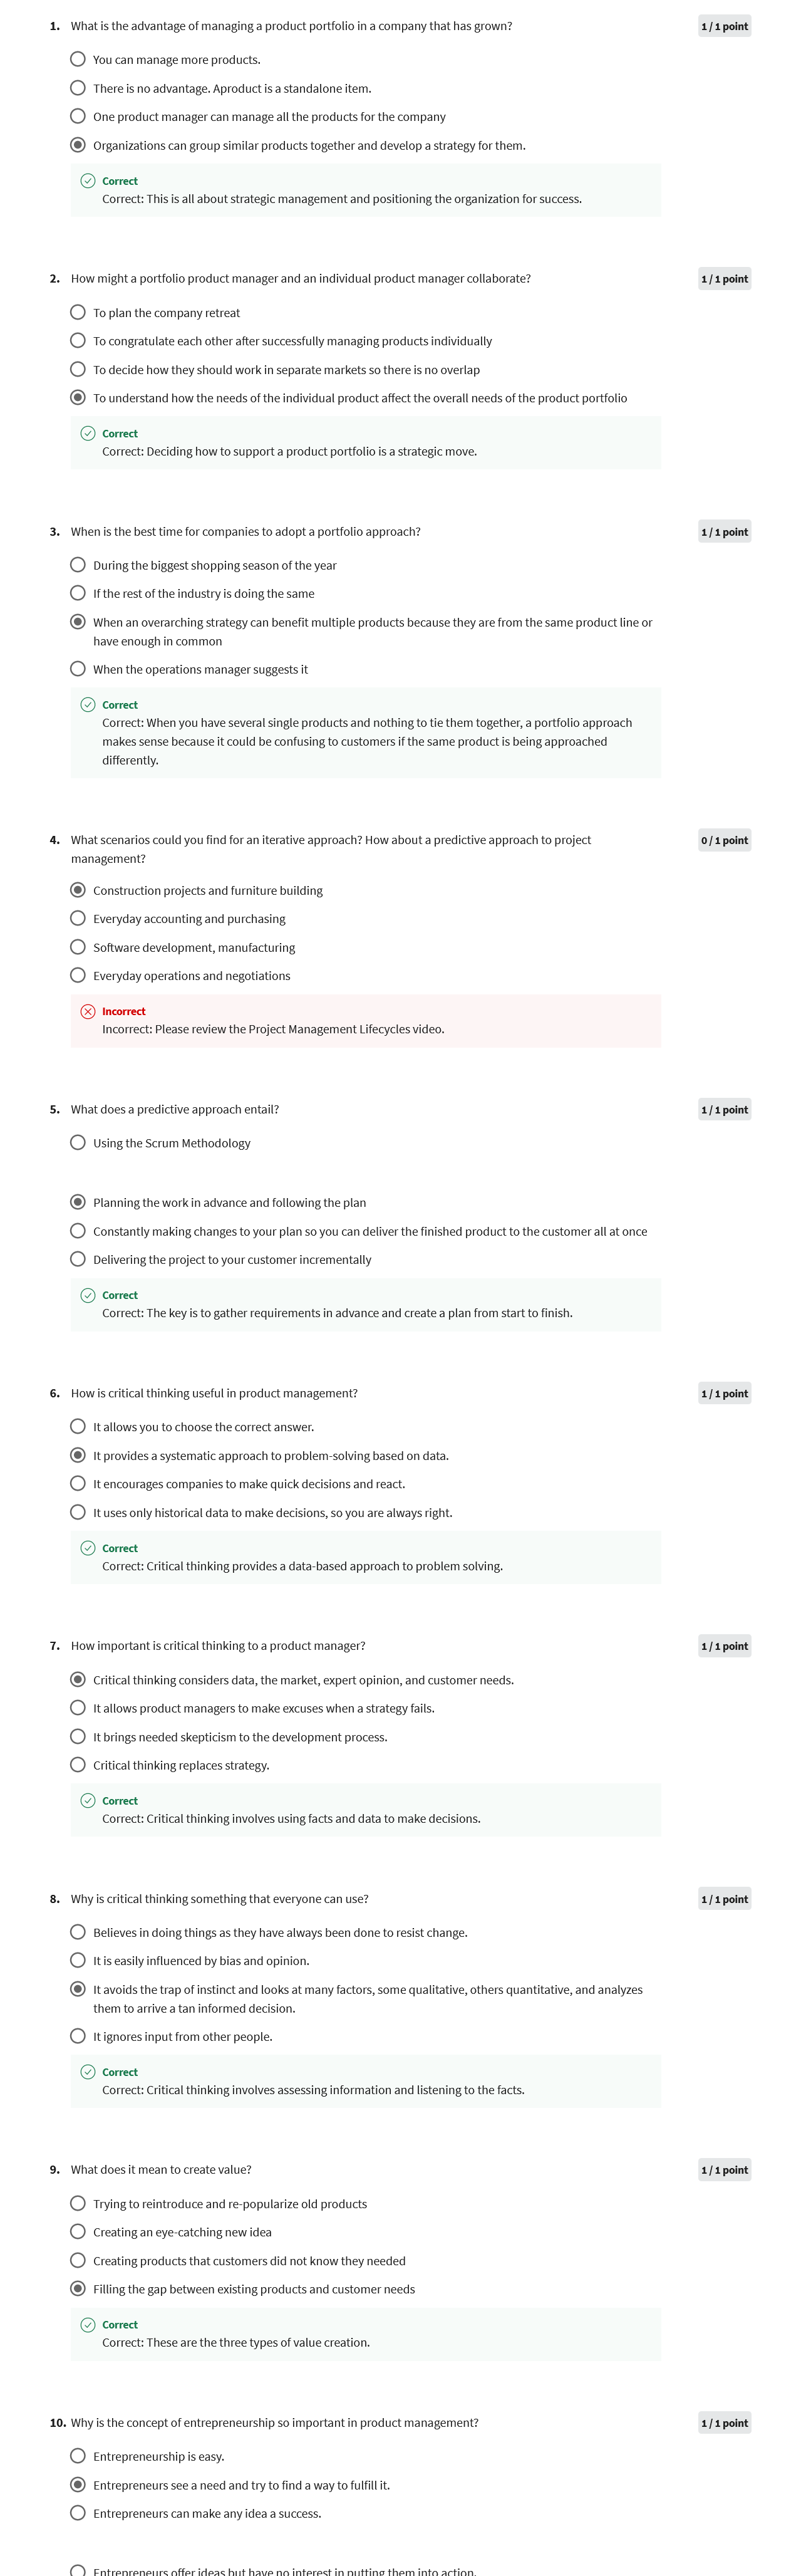 1. What is the advantage of managing a product portfolio in a company that has grown?
1 / 1 point
You can manage more products.
There is no advantage. Aproduct is a standalone item.
One product manager can manage all the products for the company
Organizations can group similar products together and develop a strategy for them.
Correct
Correct: This is all about strategic management and positioning the organization for success.
2. How might a portfolio product manager and an individual product manager collaborate?
1 / 1 point
To plan the company retreat
To congratulate each other after successfully managing products individually
To decide how they should work in separate markets so there is no overlap
To understand how the needs of the individual product affect the overall needs of the product portfolio
Correct
Correct: Deciding how to support a product portfolio is a strategic move.
3. When is the best time for companies to adopt a portfolio approach?
1 / 1 point
During the biggest shopping season of the year
If the rest of the industry is doing the same
When an overarching strategy can benefit multiple products because they are from the same product line or
have enough in common
When the operations manager suggests it
Correct
Correct: When you have several single products and nothing to tie them together, a portfolio approach
makes sense because it could be confusing to customers if the same product is being approached
differently.
4. What scenarios could you find for an iterative approach? How about a predictive approach to project
management?
0 / 1 point
Construction projects and furniture building
Everyday accounting and purchasing
Software development, manufacturing
Everyday operations and negotiations
Incorrect
Incorrect: Please review the Project Management Lifecycles video.
5. What does a predictive approach entail?
1 / 1 point
Using the Scrum Methodology
Planning the work in advance and following the plan
Constantly making changes to your plan so you can deliver the finished product to the customer all at once
Delivering the project to your customer incrementally
Correct
Correct: The key is to gather requirements in advance and create a plan from start to finish.
6. How is critical thinking useful in product management?
1 / 1 point
It allows you to choose the correct answer.
It provides a systematic approach to problem-solving based on data.
It encourages companies to make quick decisions and react.
It uses only historical data to make decisions, so you are always right.
Correct
Correct: Critical thinking provides a data-based approach to problem solving.
7. How important is critical thinking to a product manager?
1 / 1 point
Critical thinking considers data, the market, expert opinion, and customer needs.
It allows product managers to make excuses when a strategy fails.
It brings needed skepticism to the development process.
Critical thinking replaces strategy.
Correct
Correct: Critical thinking involves using facts and data to make decisions.
8. Why is critical thinking something that everyone can use?
1 / 1 point
Believes in doing things as they have always been done to resist change.
It is easily influenced by bias and opinion.
It avoids the trap of instinct and looks at many factors, some qualitative, others quantitative, and analyzes
them to arrive a tan informed decision.
It ignores input from other people.
Correct
Correct: Critical thinking involves assessing information and listening to the facts.
9. What does it mean to create value?
1 / 1 point
Trying to reintroduce and re-popularize old products
Creating an eye-catching new idea
Creating products that customers did not know they needed
Filling the gap between existing products and customer needs
Correct
Correct: These are the three types of value creation.
10. Why is the concept of entrepreneurship so important in product management?
1 / 1 point
Entrepreneurship is easy.
Entrepreneurs see a need and try to find a way to fulfill it.
Entrepreneurs can make any idea a success.
Entrepreneurs offer ideas but have no interest in putting them into action.